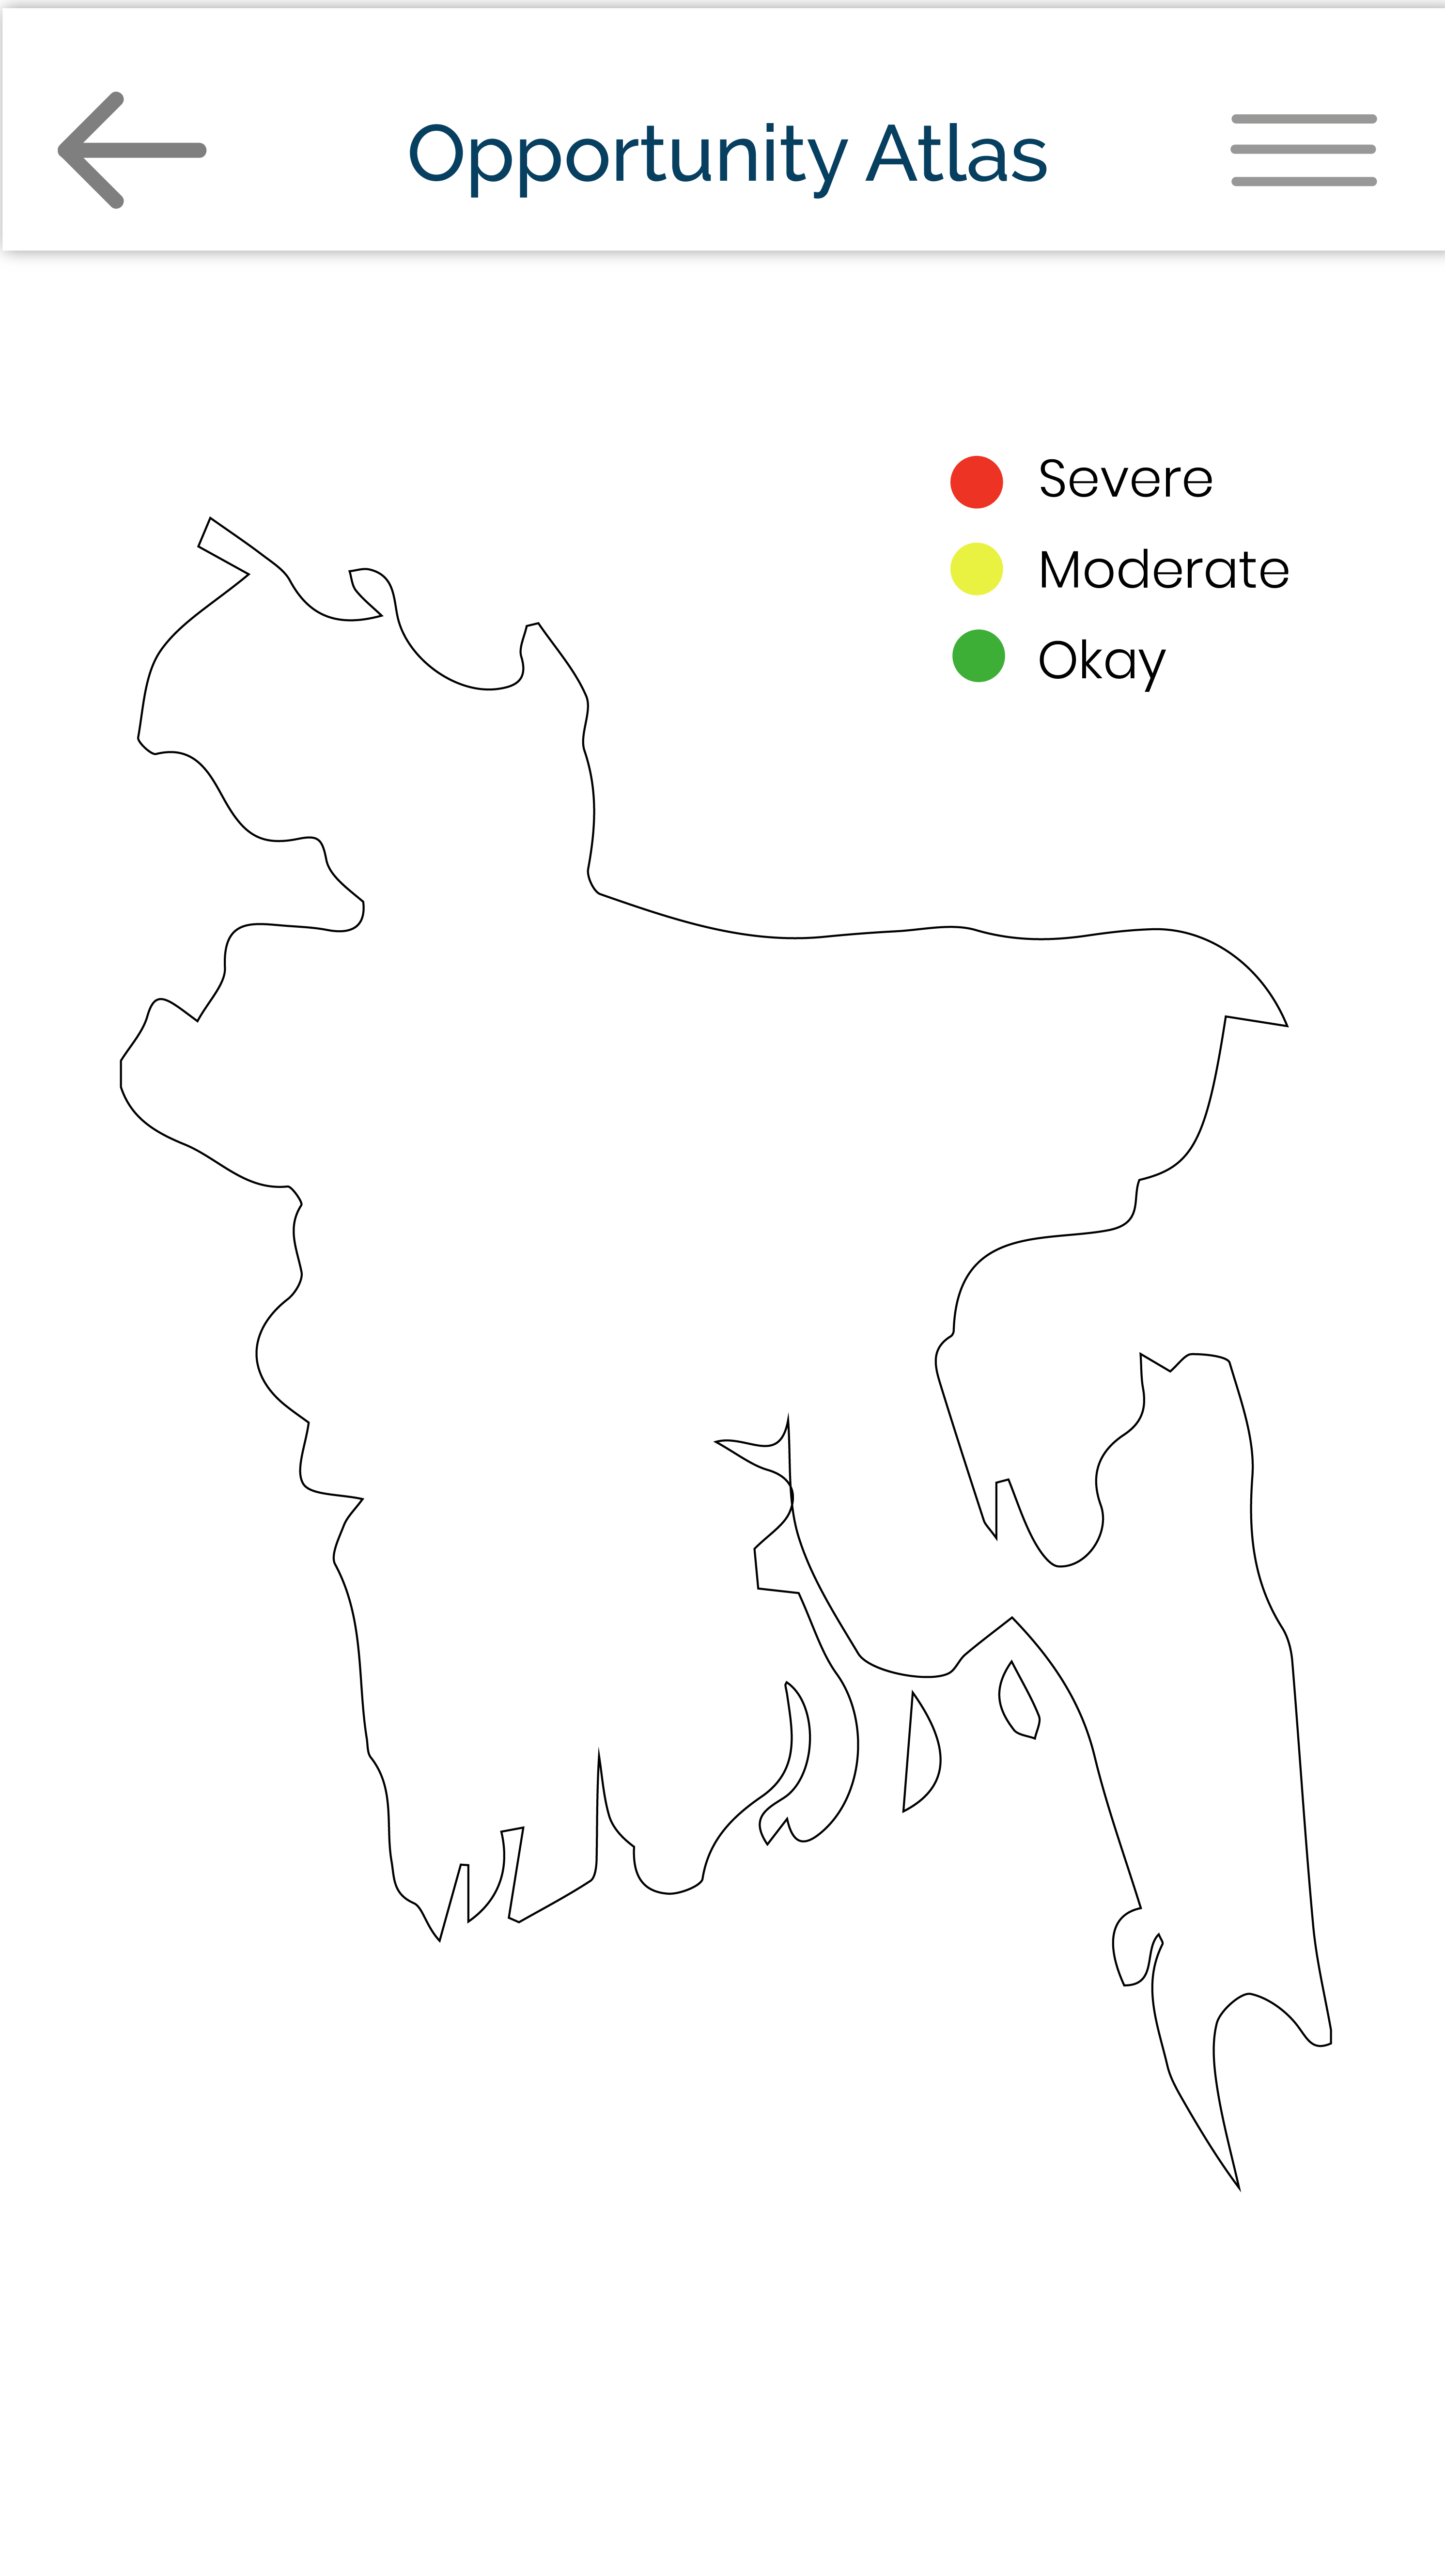 Opportunity Atlas
Severe
Moderate
Okay